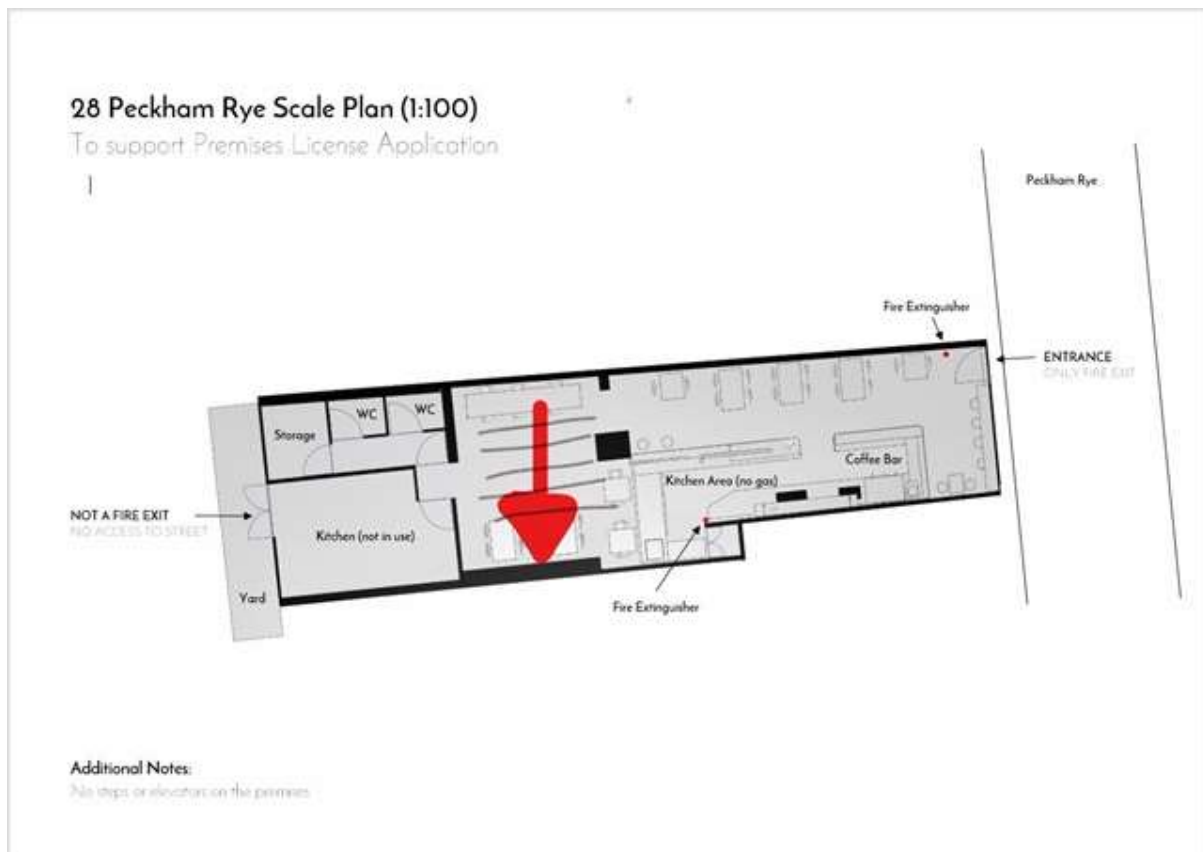 28 Peckham Rye Scale Plan (1:100)
To support Premises License Application
Peckham Rye
Fire Extinguisher
ENTRANCE
ONLY FIRE EXIT
WC
WC
Storage
Coffee Bar
Kitchen Area (no gas)
NOT A FIRE EXIT
NO ACCESS TO STREET
Kitchen (not in use)
Yard
Fire Extinguisher
Additional Notes:
No steps or elevators on the premises